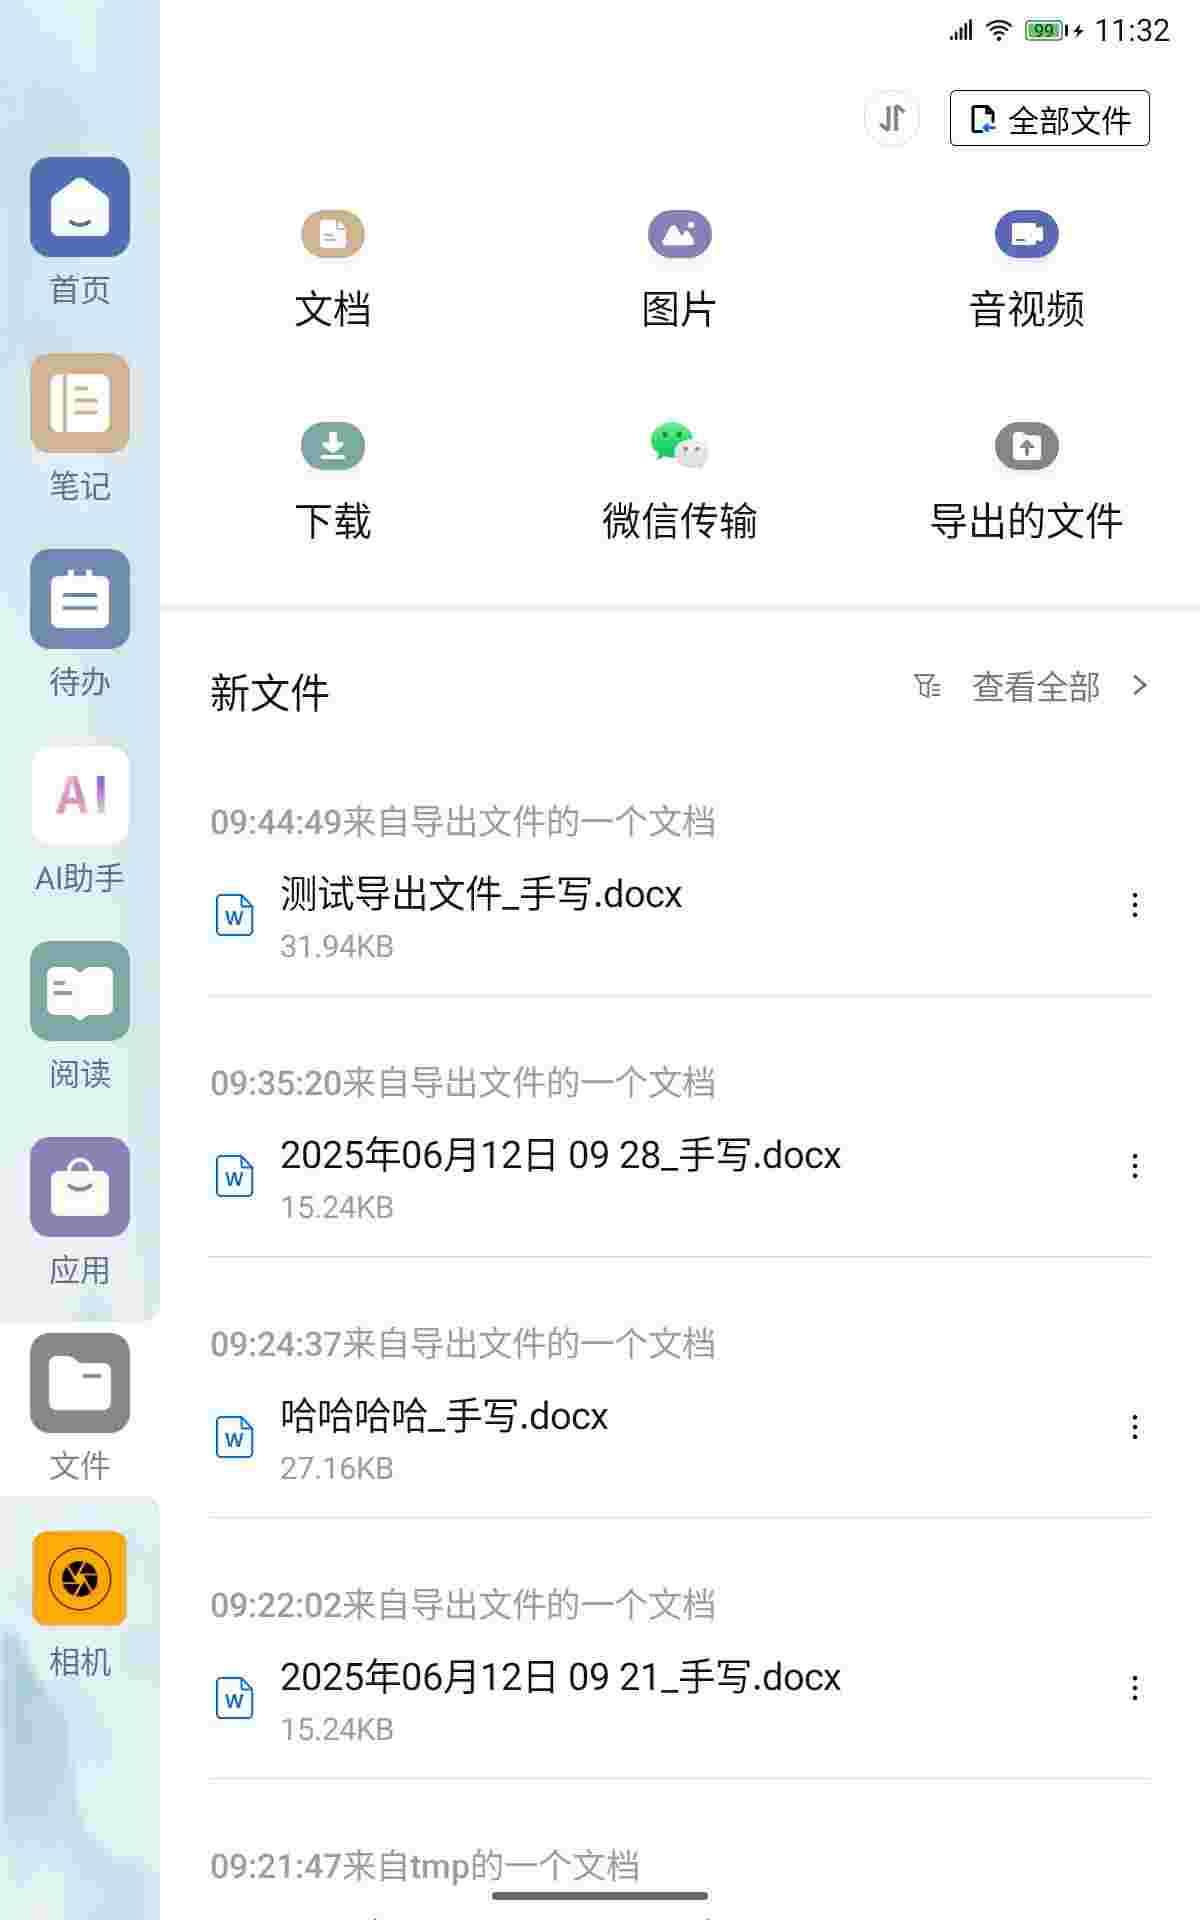 99 11:32
全部文件
文档 图片 音视频
下载 微信传输 导出的文件
首页
笔记
待办
AI
AI助手
阅读
应用
文件
相机
新文件 查看全部
09:44:49来自导出文件的一个文档
W 测试导出文件_手写.docx
31.94KB
09:35:20来自导出文件的一个文档
W 2025年06月12日 09 28_手写.docx
15.24KB
09:24:37来自导出文件的一个文档
W 哈哈哈哈_手写.docx
27.16KB
09:22:02来自导出文件的一个文档
W 2025年06月12日 09 21_手写.docx
15.24KB
09:21:47来自tmp的一个文档